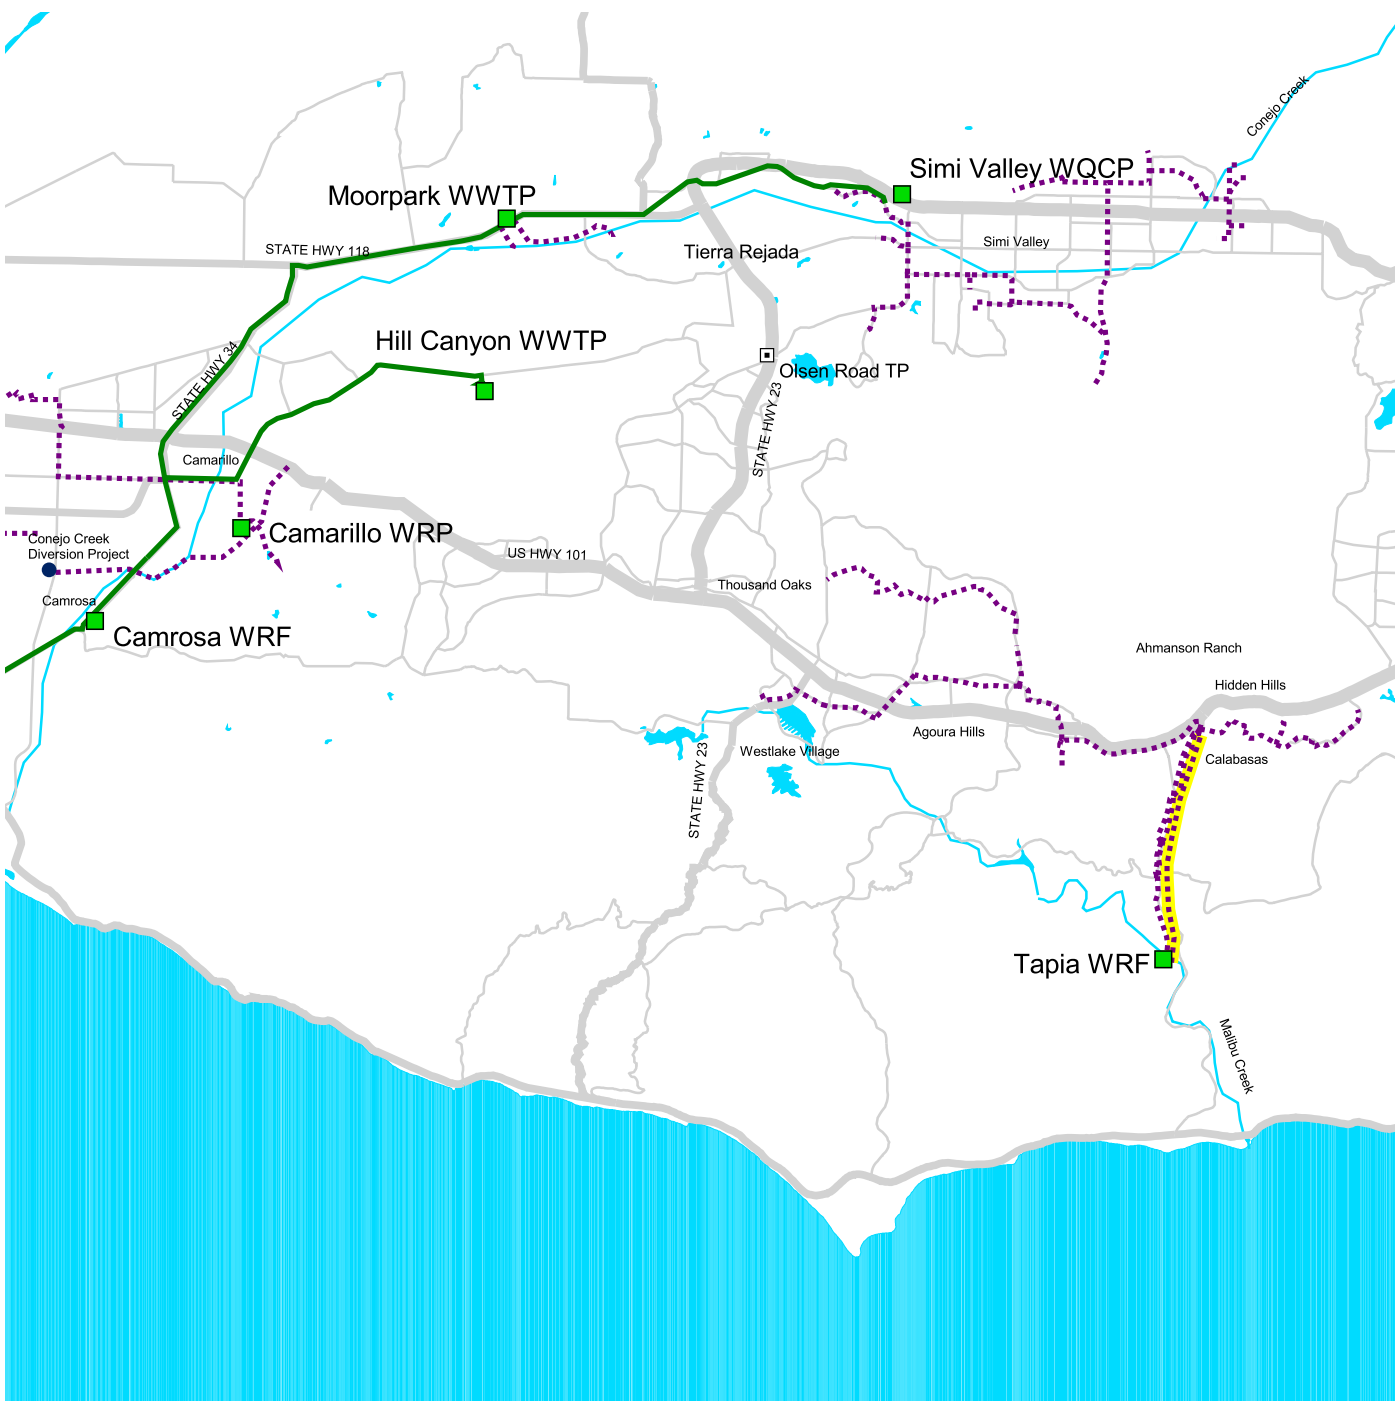 Conejo Creek
Simi Valley WQCP
Moorpark WWTP
STATE HWY 118
Tierra Rejada
Simi Valley
Hill Canyon WWTP
STATE HWY 34
Olsen Road TP
STATE HWY 23
Camarillo
Camarillo WRP
Conejo Creek
Diversion Project
US HWY 101
Thousand Oaks
Camrosa
Camrosa WRF
Ahmanson Ranch
Hidden Hills
Agoura Hills
Westlake Village
STATE HWY 23
Calabasas
Tapia WRF
Malibu Creek